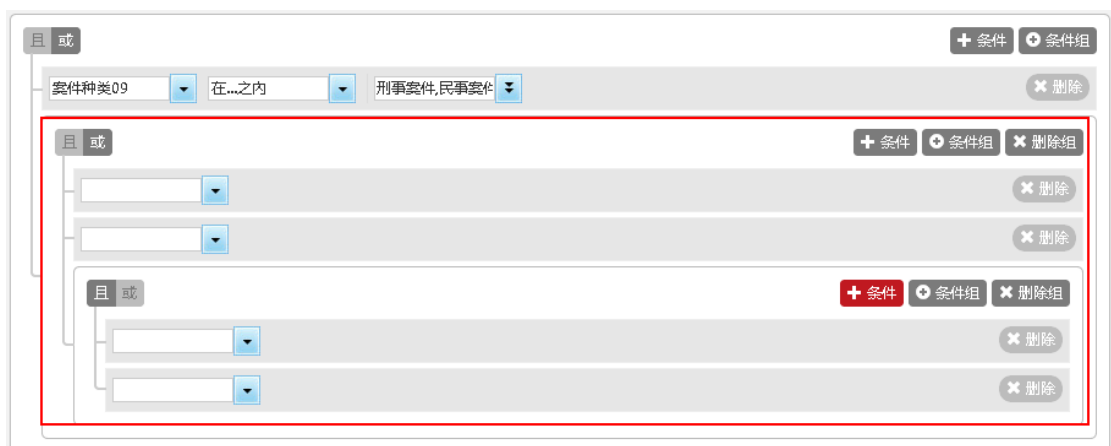 且 或 条件 条件组
案件种类09 在...之内 刑事案件,民事案件 删除
且 或 条件 条件组 删除组
删除
删除
且 或 条件 条件组 删除组
删除
删除